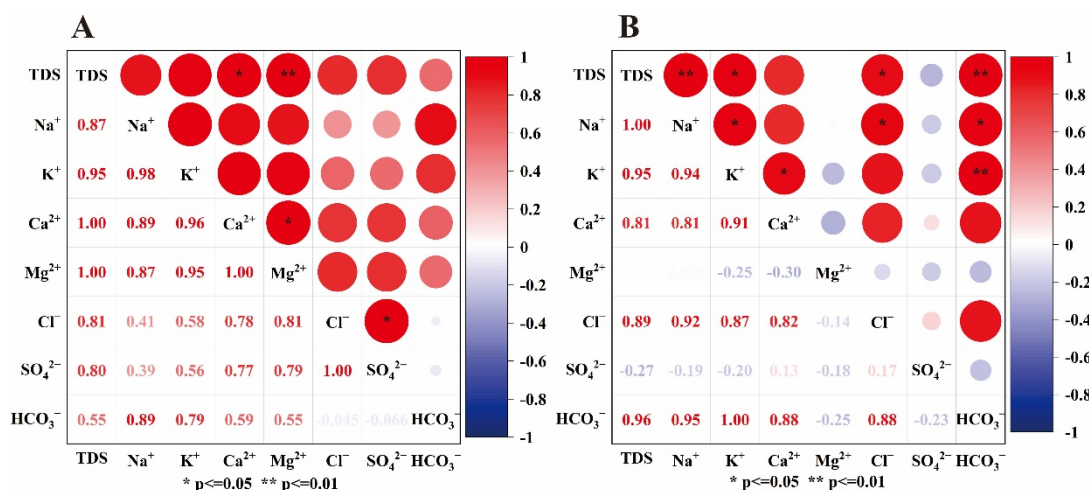 A
TDS TDS * ** 1
Na⁺ 0.87 Na⁺ 0.8
K⁺ 0.95 0.98 K⁺ 0.6
Ca²⁺ 1.00 0.89 0.96 Ca²⁺ * 0.4
Mg²⁺ 1.00 0.87 0.95 1.00 Mg²⁺ 0.2
Cl⁻ 0.81 0.41 0.58 0.78 0.81 Cl⁻ * 0
SO₄²⁻ 0.80 0.39 0.56 0.77 0.79 1.00 SO₄²⁻ -0.2
HCO₃⁻ 0.55 0.89 0.79 0.59 0.55 -0.045 -0.066 HCO₃⁻ -0.4
-0.6
-0.8
-1
TDS Na⁺ K⁺ Ca²⁺ Mg²⁺ Cl⁻ SO₄²⁻ HCO₃⁻
* p<=0.05 ** p<=0.01
B
TDS TDS ** * * ** 1
Na⁺ 1.00 Na⁺ * * * 0.8
K⁺ 0.95 0.94 K⁺ * ** 0.6
Ca²⁺ 0.81 0.81 0.91 Ca²⁺ 0.4
Mg²⁺ -0.25 -0.30 Mg²⁺ 0.2
Cl⁻ 0.89 0.92 0.87 0.82 -0.14 Cl⁻ 0
SO₄²⁻ -0.27 -0.19 -0.20 0.13 -0.18 0.17 SO₄²⁻ -0.2
HCO₃⁻ 0.96 0.95 1.00 0.88 -0.25 0.88 -0.23 HCO₃⁻ -0.4
-0.6
-0.8
-1
TDS Na⁺ K⁺ Ca²⁺ Mg²⁺ Cl⁻ SO₄²⁻ HCO₃⁻
* p<=0.05 ** p<=0.01